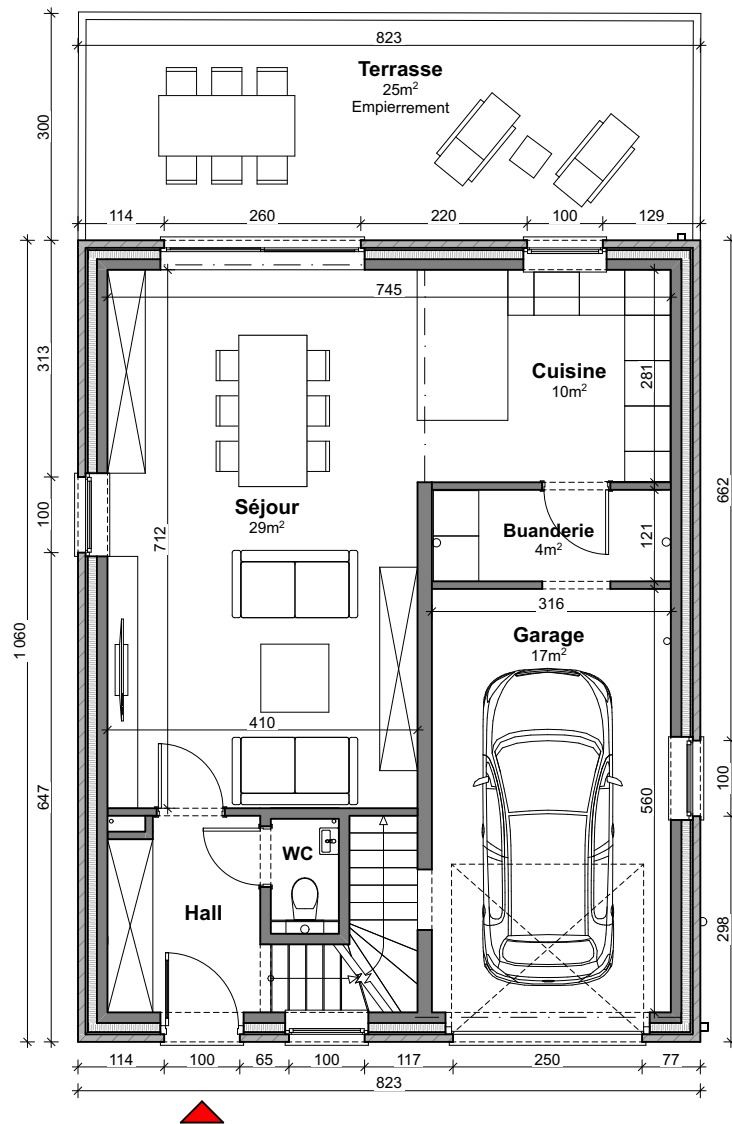 823
Terrasse
25m²
Empierrement
300
114 260 220 100 129
745
313
Cuisine
10m²
281
100
Séjour
29m²
712
Buanderie
4m²
121
662
316
Garage
17m²
1 060
410
100
647
560
WC
Hall
298
114 100 65 100 117 250 77
823